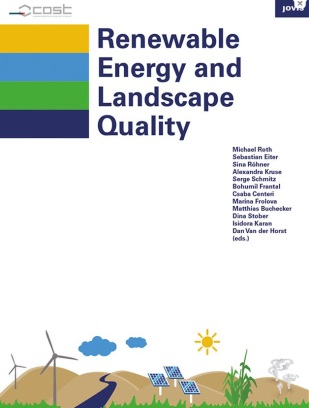 cost
jovis
Renewable
Energy and
Landscape
Quality
Michael Roth
Sebastian Eiter
Sina Röhner
Alexandra Kruse
Serge Schmitz
Bohumil Frantal
Csaba Centeri
Marina Frolova
Matthias Buchecker
Dina Stober
Isidora Karan
Dan Van der Horst
(eds.)